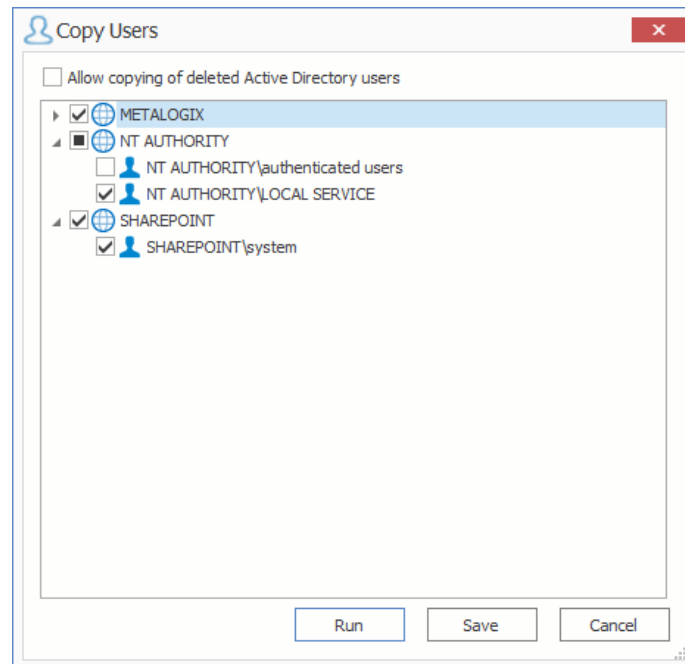 Copy Users
Allow copying of deleted Active Directory users
METALOGIX
NT AUTHORITY
NT AUTHORITY\authenticated users
NT AUTHORITY\LOCAL SERVICE
SHAREPOINT
SHAREPOINT\system
Run Save Cancel